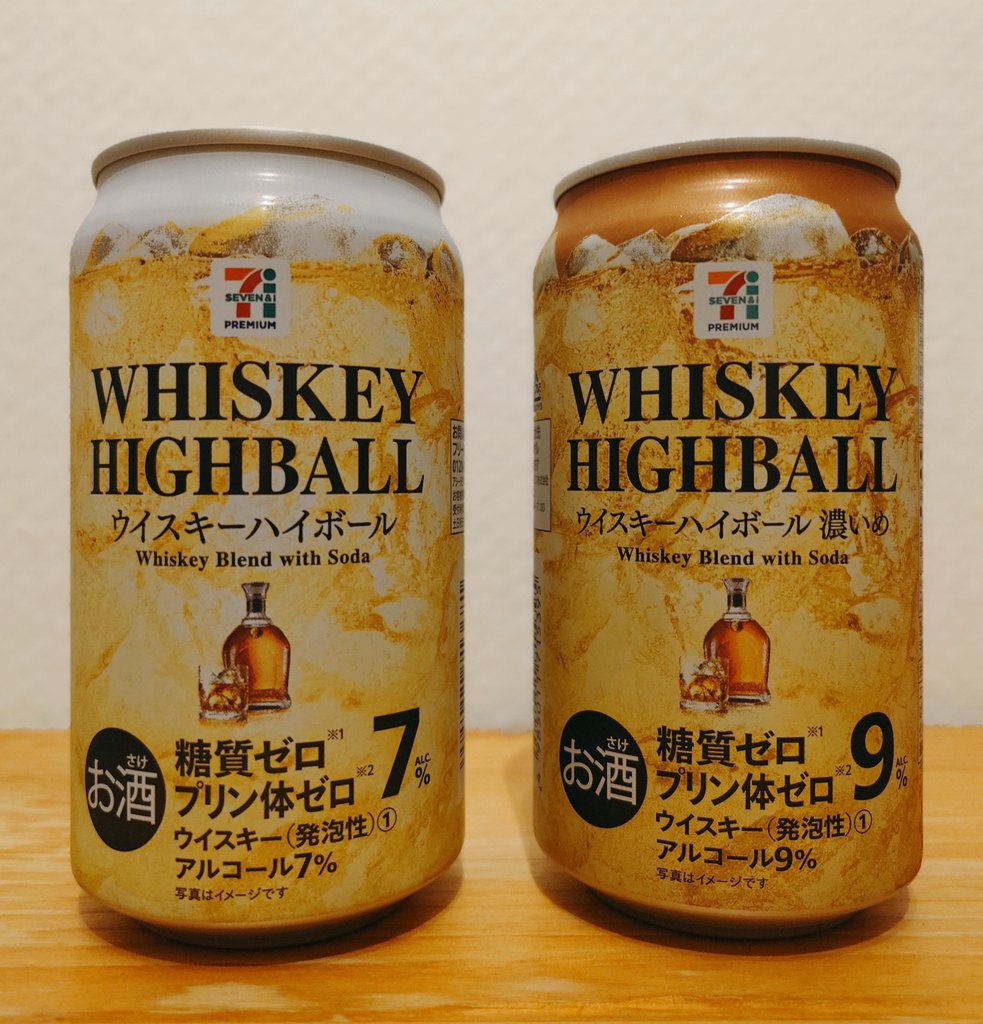 7i
SEVEN&i
PREMIUM
WHISKEY
HIGHBALL
ウイスキーハイボール
Whiskey Blend with Soda
さけ
お酒
糖質ゼロ※1
プリン体ゼロ※2
7 ALC. %
ウイスキー(発泡性)①
アルコール7%
写真はイメージです
7i
SEVEN&i
PREMIUM
WHISKEY
HIGHBALL
ウイスキーハイボール 濃いめ
Whiskey Blend with Soda
さけ
お酒
糖質ゼロ※1
プリン体ゼロ※2
9 ALC. %
ウイスキー(発泡性)①
アルコール9%
写真はイメージです